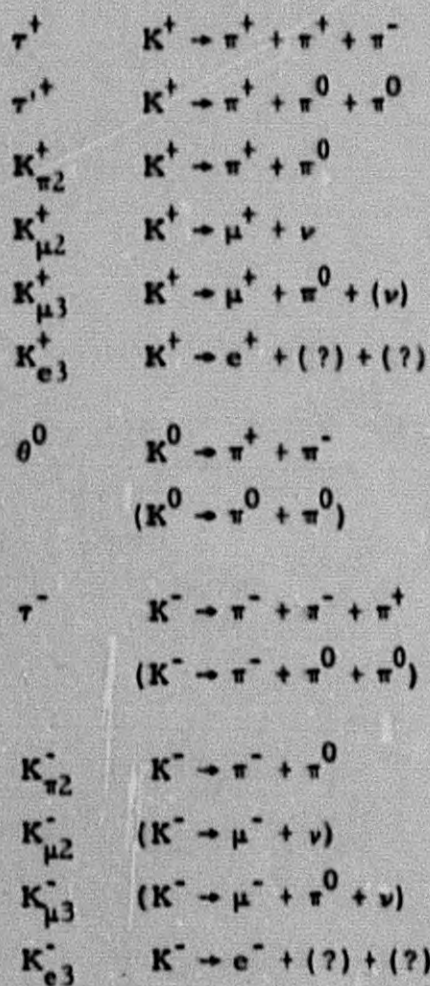 τ⁺ K⁺ → π⁺ + π⁺ + π⁻
τ'⁺ K⁺ → π⁺ + π⁰ + π⁰
K⁺π2 K⁺ → π⁺ + π⁰
K⁺μ2 K⁺ → μ⁺ + ν
K⁺μ3 K⁺ → μ⁺ + π⁰ + (ν)
K⁺e3 K⁺ → e⁺ + (?) + (?)
θ⁰ K⁰ → π⁺ + π⁻
(K⁰ → π⁰ + π⁰)
τ⁻ K⁻ → π⁻ + π⁻ + π⁺
(K⁻ → π⁻ + π⁰ + π⁰)
K⁻π2 K⁻ → π⁻ + π⁰
K⁻μ2 (K⁻ → μ⁻ + ν)
K⁻μ3 (K⁻ → μ⁻ + π⁰ + ν)
K⁻e3 K⁻ → e⁻ + (?) + (?)